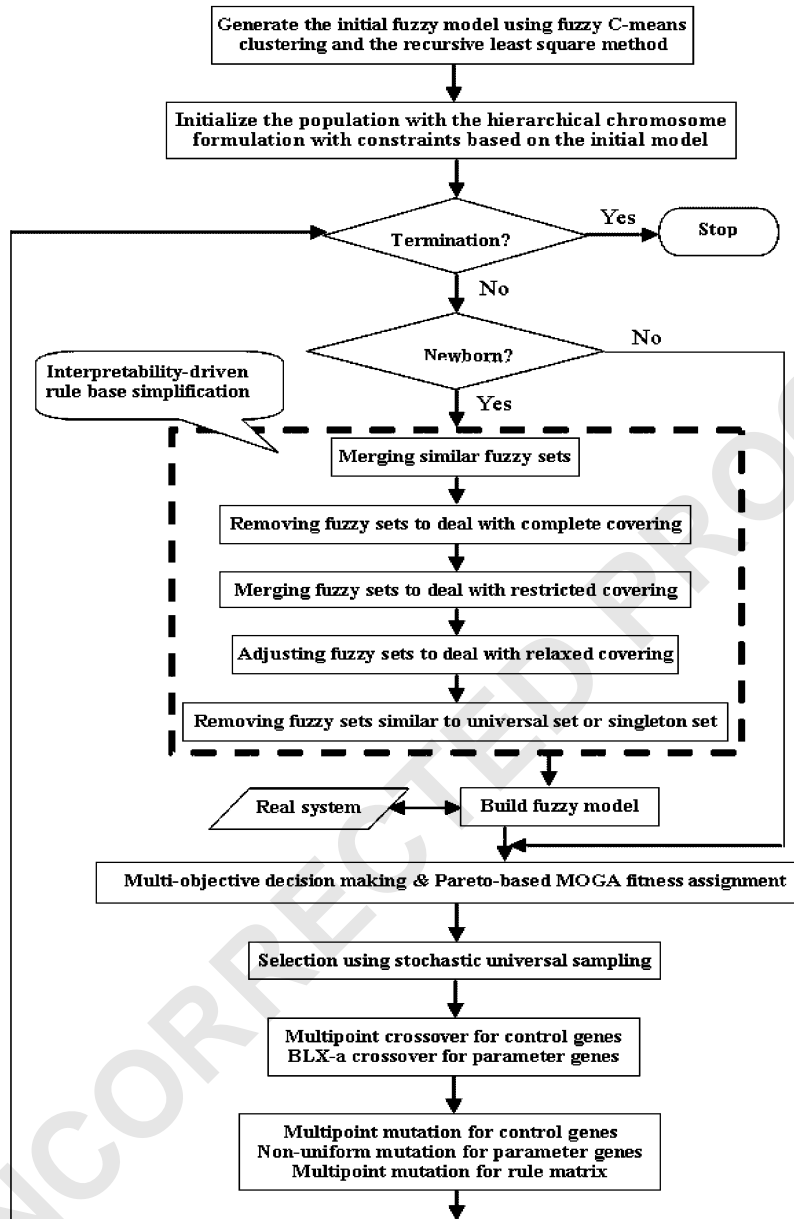 Generate the initial fuzzy model using fuzzy C-means
clustering and the recursive least square method
Initialize the population with the hierarchical chromosome
formulation with constraints based on the initial model
Termination?
Yes
Stop
No
Newborn?
No
Interpretability-driven
rule base simplification
Yes
Merging similar fuzzy sets
Removing fuzzy sets to deal with complete covering
Merging fuzzy sets to deal with restricted covering
Adjusting fuzzy sets to deal with relaxed covering
Removing fuzzy sets similar to universal set or singleton set
Real system
Build fuzzy model
Multi-objective decision making & Pareto-based MOGA fitness assignment
Selection using stochastic universal sampling
Multipoint crossover for control genes
BLX-a crossover for parameter genes
Multipoint mutation for control genes
Non-uniform mutation for parameter genes
Multipoint mutation for rule matrix
NCORRECTED PROO